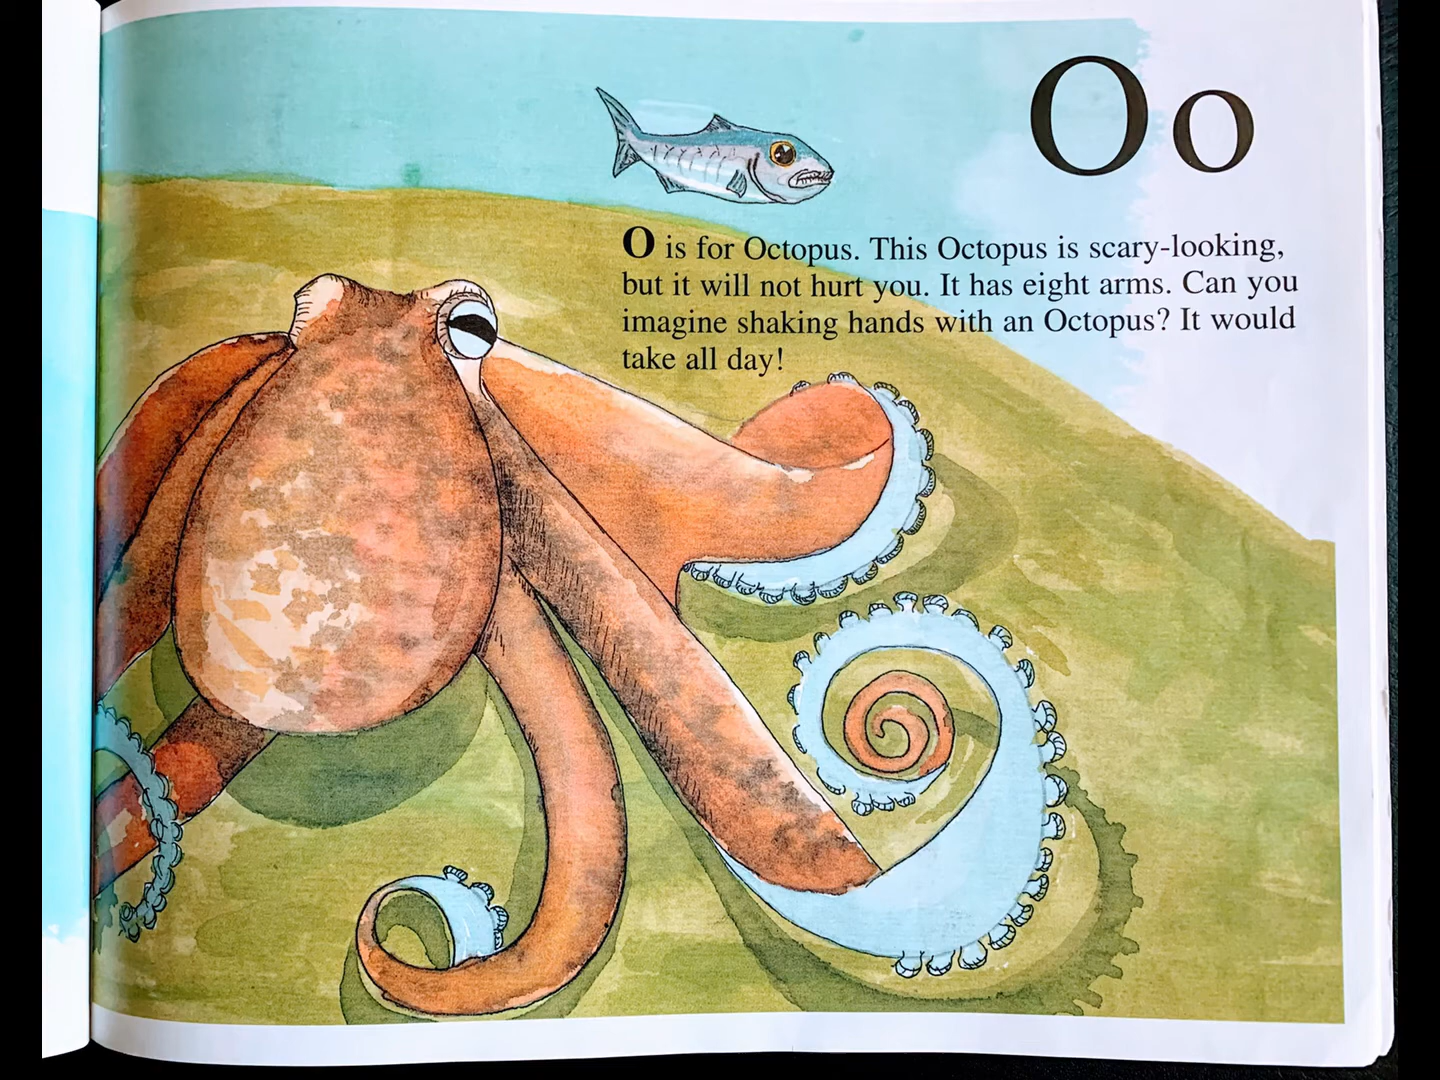 Oo
O is for Octopus. This Octopus is scary-looking,
but it will not hurt you. It has eight arms. Can you
imagine shaking hands with an Octopus? It would
take all day!